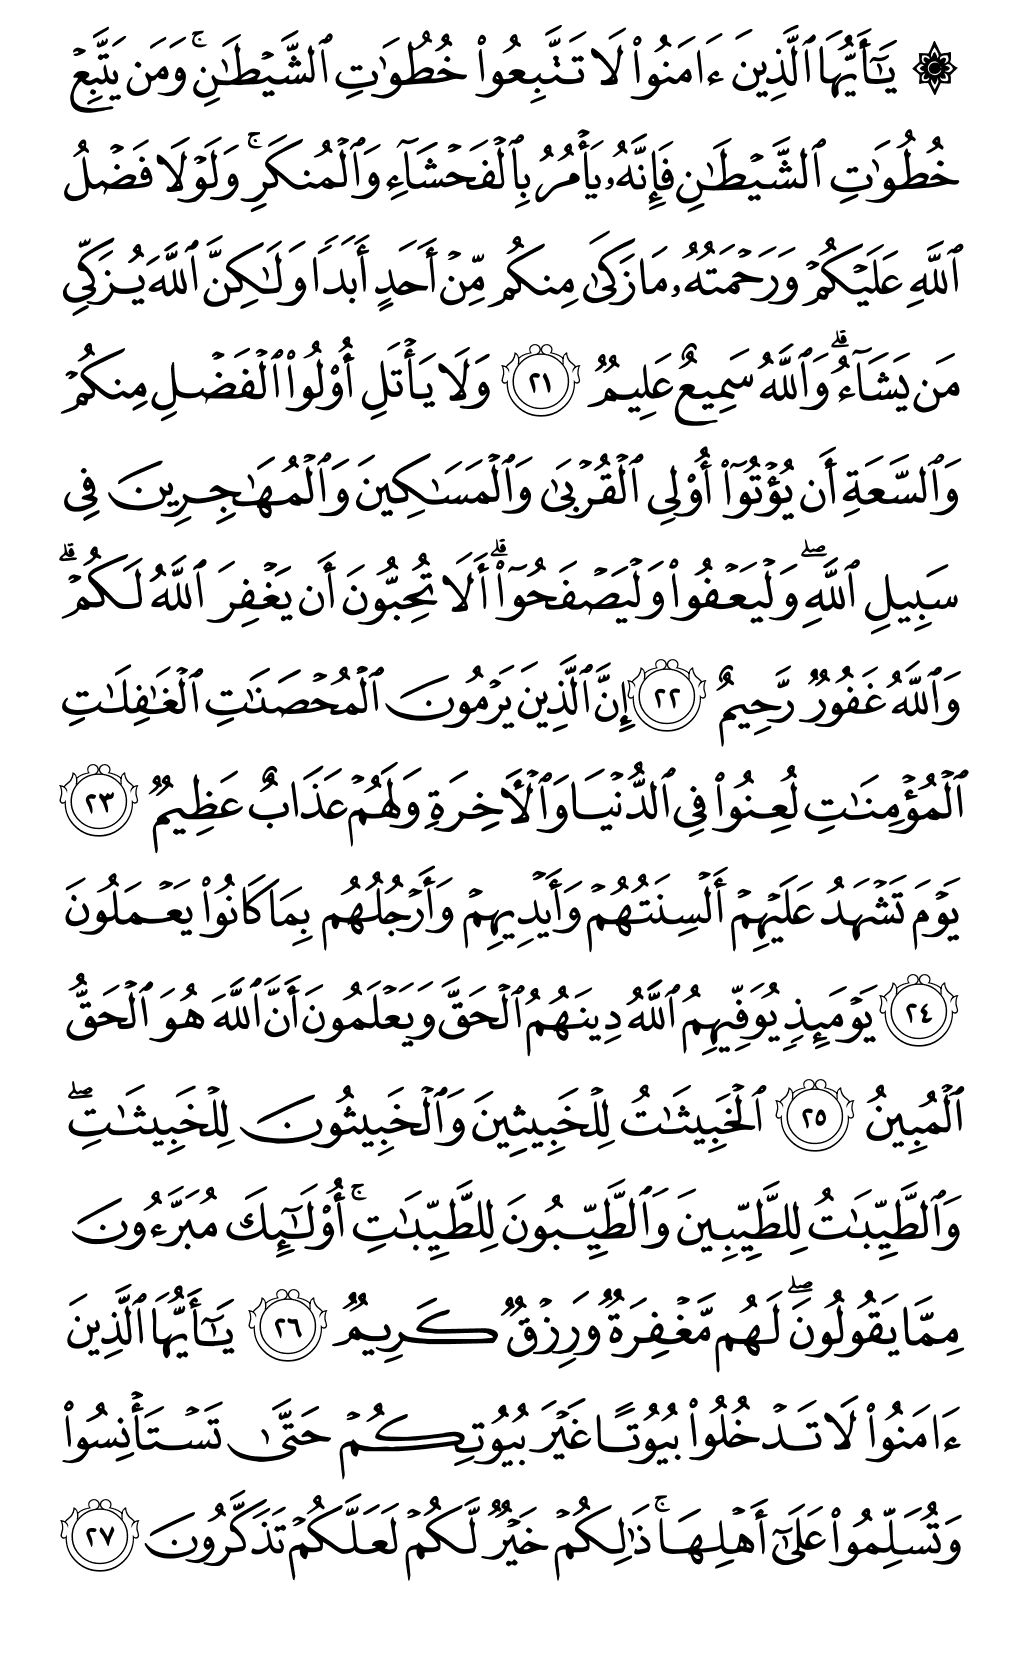 ۞ يَٰٓأَيُّهَا ٱلَّذِينَ ءَامَنُوا۟ لَا تَتَّبِعُوا۟ خُطُوَٰتِ ٱلشَّيْطَٰنِ ۚ وَمَن يَتَّبِعْ
خُطُوَٰتِ ٱلشَّيْطَٰنِ فَإِنَّهُۥ يَأْمُرُ بِٱلْفَحْشَآءِ وَٱلْمُنكَرِ ۚ وَلَوْلَا فَضْلُ
ٱللَّهِ عَلَيْكُمْ وَرَحْمَتُهُۥ مَا زَكَىٰ مِنكُم مِّنْ أَحَدٍ أَبَدًا وَلَٰكِنَّ ٱللَّهَ يُزَكِّى
مَن يَشَآءُ ۗ وَٱللَّهُ سَمِيعٌ عَلِيمٌ ٢١ وَلَا يَأْتَلِ أُو۟لُوا۟ ٱلْفَضْلِ مِنكُمْ
وَٱلسَّعَةِ أَن يُؤْتُوٓا۟ أُو۟لِى ٱلْقُرْبَىٰ وَٱلْمَسَٰكِينَ وَٱلْمُهَٰجِرِينَ فِى
سَبِيلِ ٱللَّهِ ۖ وَلْيَعْفُوا۟ وَلْيَصْفَحُوٓا۟ ۗ أَلَا تُحِبُّونَ أَن يَغْفِرَ ٱللَّهُ لَكُمْ ۗ
وَٱللَّهُ غَفُورٌ رَّحِيمٌ ٢٢ إِنَّ ٱلَّذِينَ يَرْمُونَ ٱلْمُحْصَنَٰتِ ٱلْغَٰفِلَٰتِ
ٱلْمُؤْمِنَٰتِ لُعِنُوا۟ فِى ٱلدُّنْيَا وَٱلْءَاخِرَةِ وَلَهُمْ عَذَابٌ عَظِيمٌ ٢٣
يَوْمَ تَشْهَدُ عَلَيْهِمْ أَلْسِنَتُهُمْ وَأَيْدِيهِمْ وَأَرْجُلُهُم بِمَا كَانُوا۟ يَعْمَلُونَ
٢٤ يَوْمَئِذٍ يُوَفِّيهِمُ ٱللَّهُ دِينَهُمُ ٱلْحَقَّ وَيَعْلَمُونَ أَنَّ ٱللَّهَ هُوَ ٱلْحَقُّ
ٱلْمُبِينُ ٢٥ ٱلْخَبِيثَٰتُ لِلْخَبِيثِينَ وَٱلْخَبِيثُونَ لِلْخَبِيثَٰتِ ۖ
وَٱلطَّيِّبَٰتُ لِلطَّيِّبِينَ وَٱلطَّيِّبُونَ لِلطَّيِّبَٰتِ ۚ أُو۟لَٰٓئِكَ مُبَرَّءُونَ
مِمَّا يَقُولُونَ ۖ لَهُم مَّغْفِرَةٌ وَرِزْقٌ كَرِيمٌ ٢٦ يَٰٓأَيُّهَا ٱلَّذِينَ
ءَامَنُوا۟ لَا تَدْخُلُوا۟ بُيُوتًا غَيْرَ بُيُوتِكُمْ حَتَّىٰ تَسْتَأْنِسُوا۟
وَتُسَلِّمُوا۟ عَلَىٰٓ أَهْلِهَا ۚ ذَٰلِكُمْ خَيْرٌ لَّكُمْ لَعَلَّكُمْ تَذَكَّرُونَ ٢٧